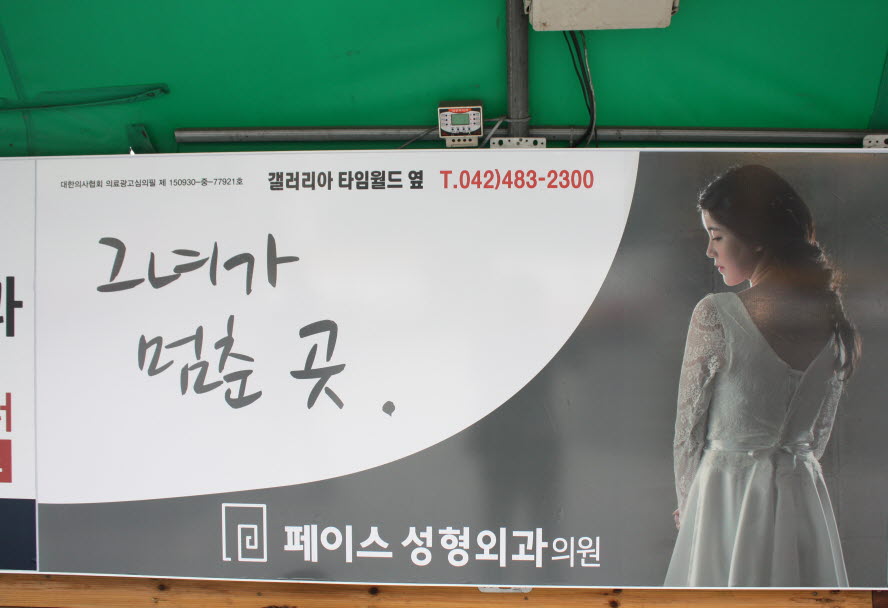 대한의사협회 의료광고심의필 제 150930-중-77921호 갤러리아 타임월드 옆 T.042)483-2300
그녀가
멈춘 곳.
페이스 성형외과의원